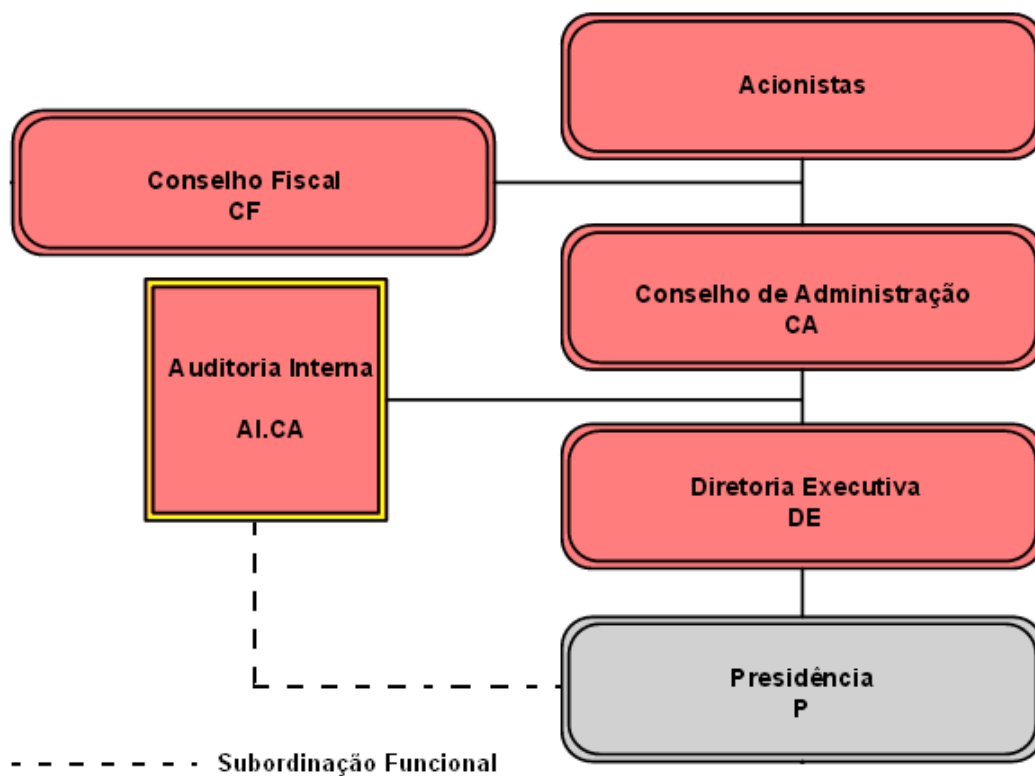 Acionistas
Conselho Fiscal
CF
Conselho de Administração
CA
Auditoria Interna
AI.CA
Diretoria Executiva
DE
Presidência
P
Subordinação Funcional